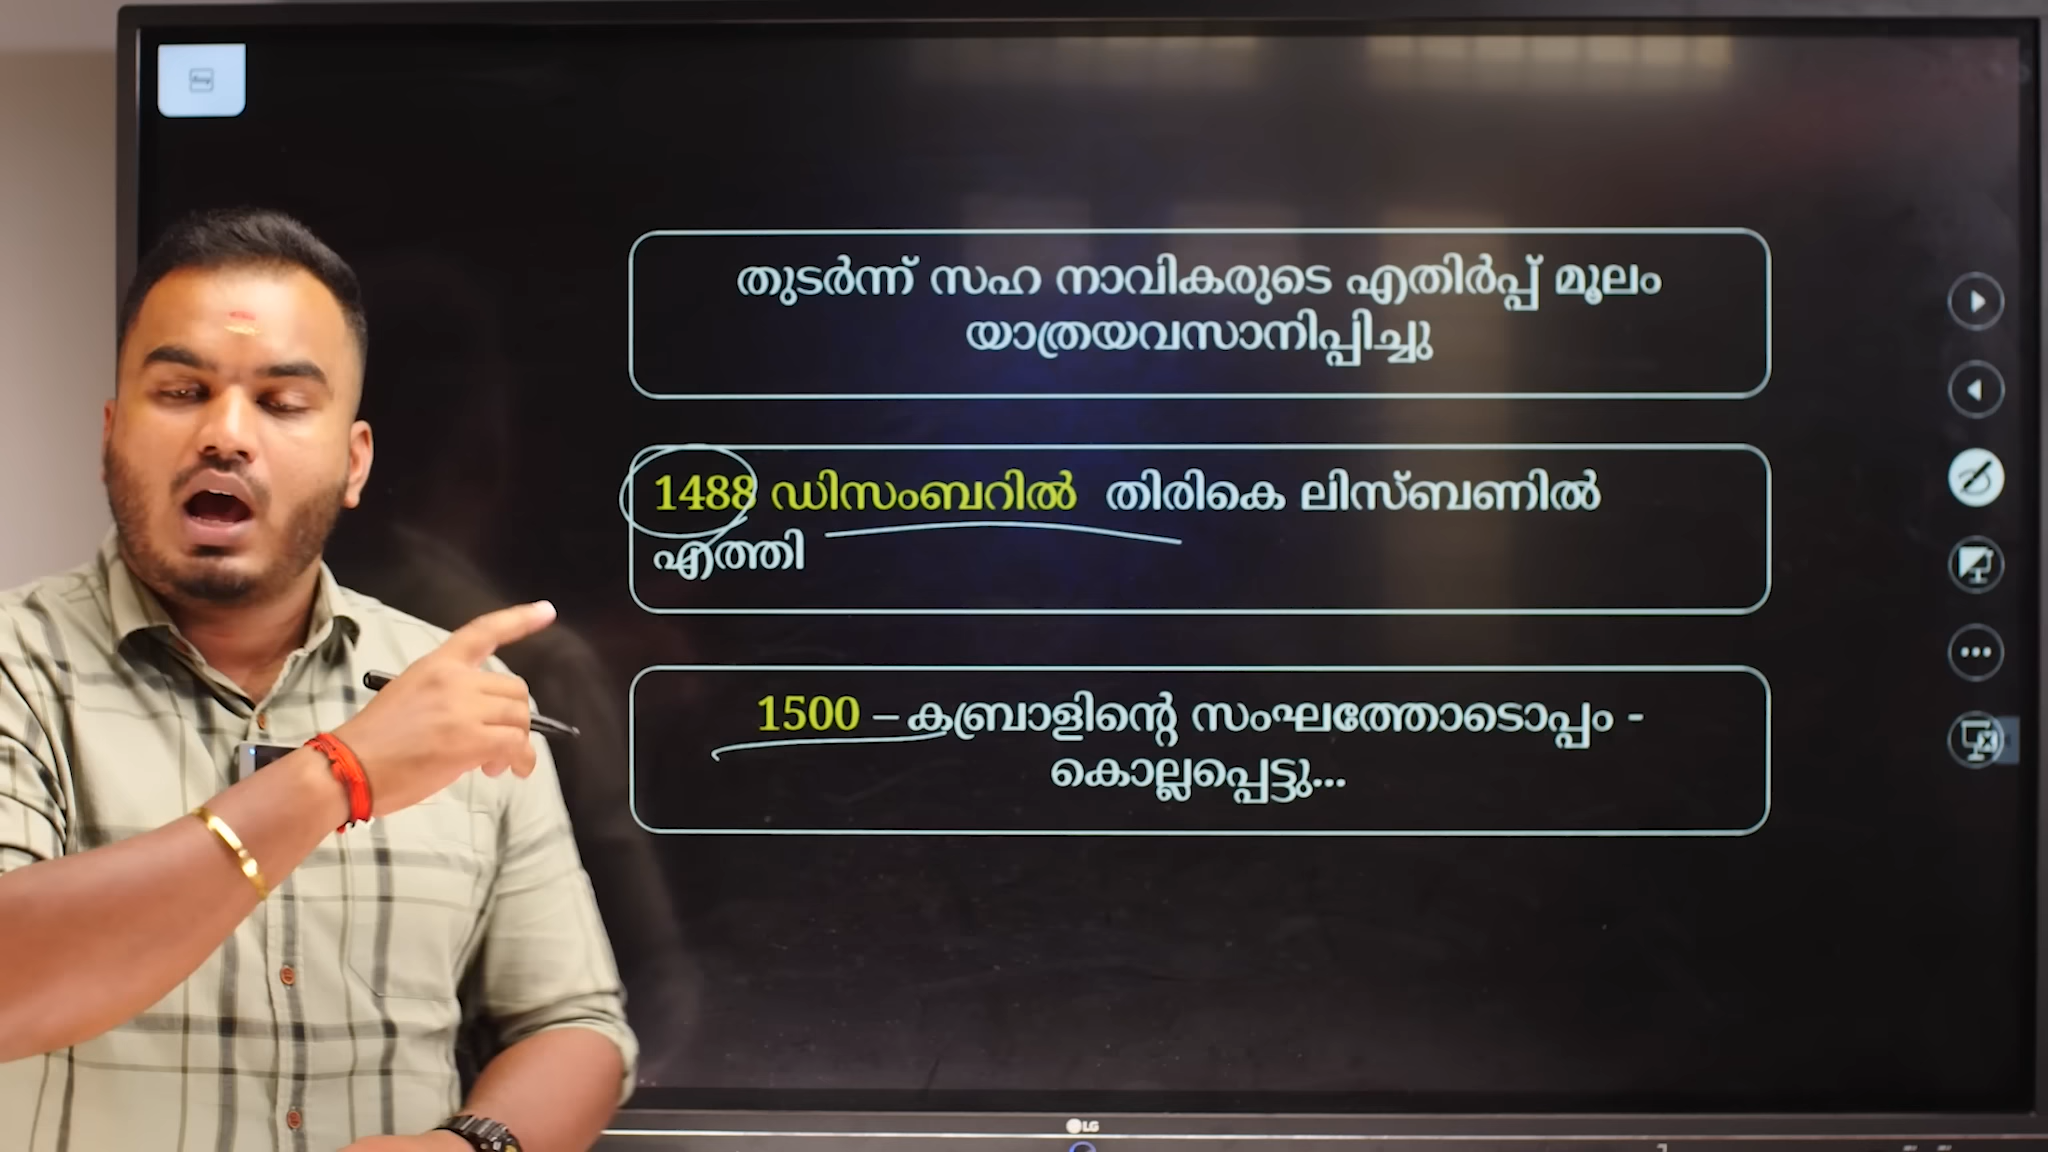 തുടർന്ന് സഹ നാവികരുടെ എതിർപ്പ് മൂലം
യാത്രയവസാനിപ്പിച്ചു
1488 ഡിസംബറിൽ തിരികെ ലിസ്ബണിൽ
എത്തി
1500 – കബ്രാളിന്റെ സംഘത്തോടൊപ്പം -
കൊല്ലപ്പെട്ടു...
LG